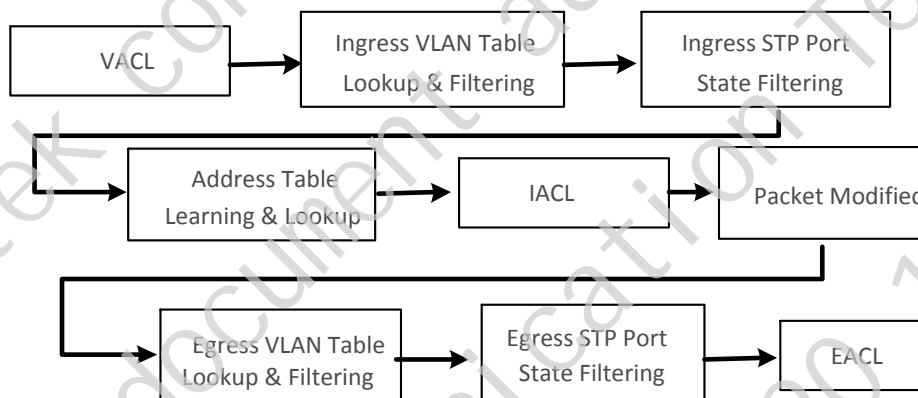 VACL
Ingress VLAN Table
Lookup & Filtering
Ingress STP Port
State Filtering
Address Table
Learning & Lookup
IACL
Packet Modified
Egress VLAN Table
Lookup & Filtering
Egress STP Port
State Filtering
EACL